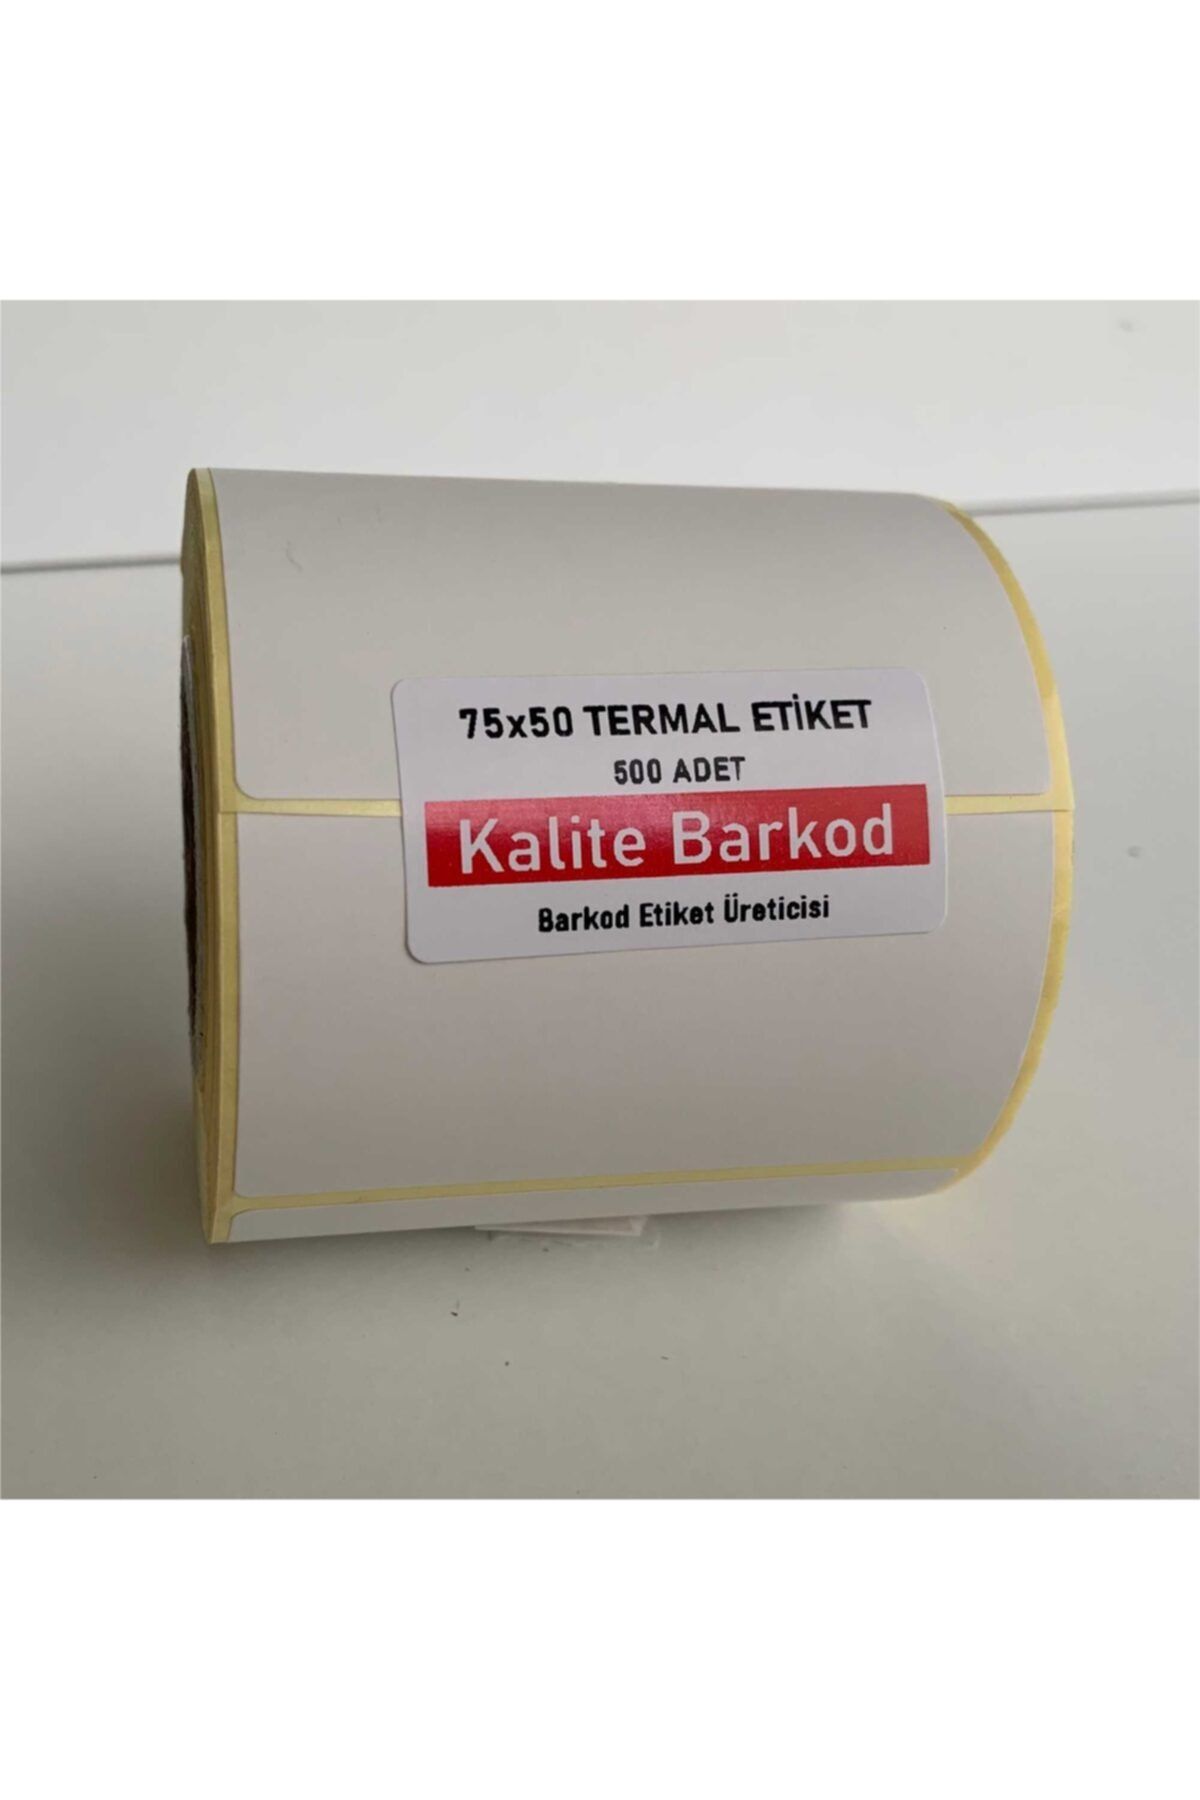 75x50 TERMAL ETİKET
500 ADET
Kalite Barkod
Barkod Etiket Üreticisi